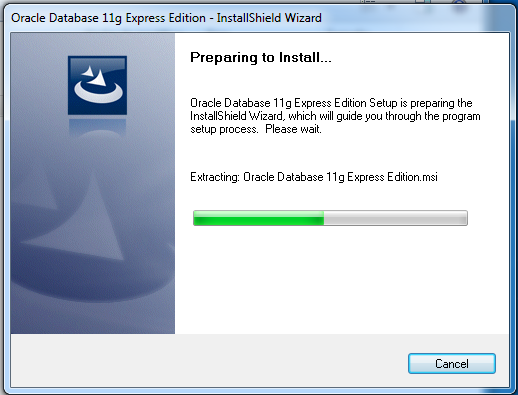 Oracle Database 11g Express Edition - InstallShield Wizard
Preparing to Install...
Oracle Database 11g Express Edition Setup is preparing the
InstallShield Wizard, which will guide you through the program
setup process. Please wait.
Extracting: Oracle Database 11g Express Edition.msi
Cancel